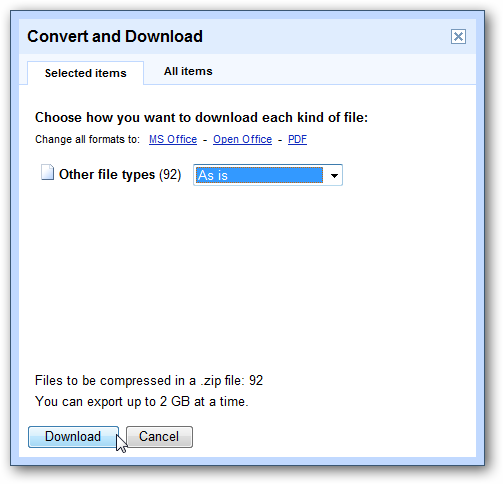 Convert and Download
Selected items All items
Choose how you want to download each kind of file:
Change all formats to: MS Office - Open Office - PDF
Other file types (92) As is
Files to be compressed in a .zip file: 92
You can export up to 2 GB at a time.
Download Cancel